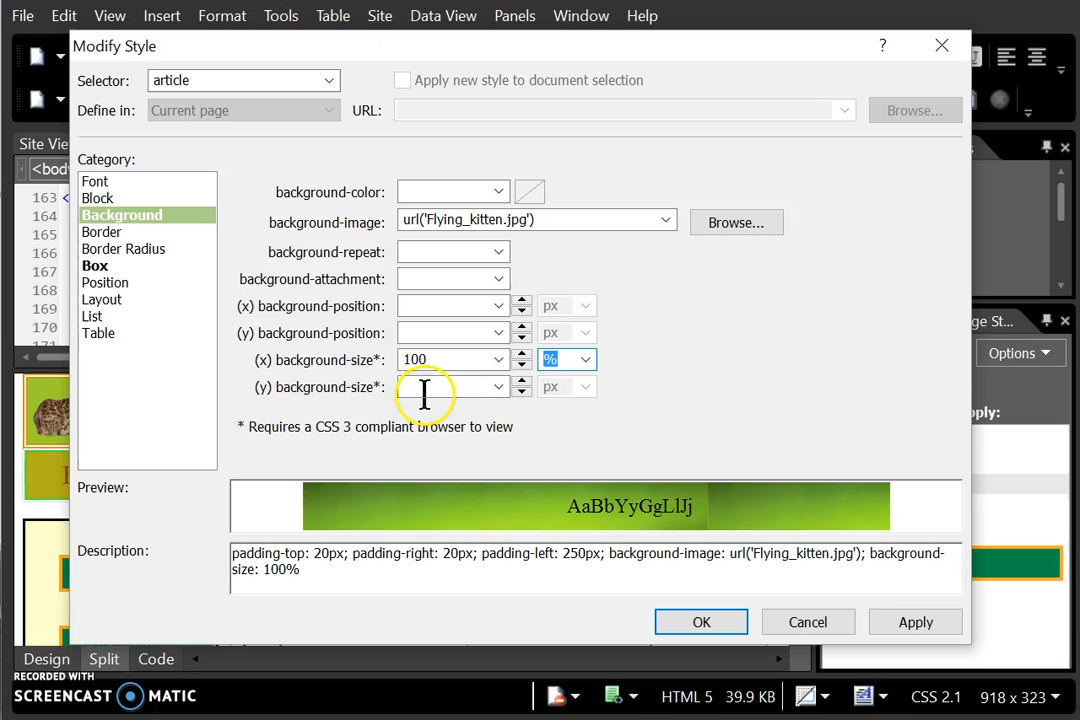 File Edit View Insert Format Tools Table Site Data View Panels Window Help
Modify Style ?
Selector: article Apply new style to document selection
Define in: Current page URL: Browse...
Site Vie
Category:
<bod
Font
Block
Background
Border
Border Radius
Box
Position
Layout
List
Table
163 <
164
165
166
167
168
169
170
background-color:
background-image: url('Flying_kitten.jpg') Browse...
background-repeat:
background-attachment:
(x) background-position: px
(y) background-position: px
(x) background-size*: 100 %
(y) background-size*: px
* Requires a CSS 3 compliant browser to view
ge St...
Options
pply:
Preview: AaBbYyGgLlJj
Description: padding-top: 20px; padding-right: 20px; padding-left: 250px; background-image: url('Flying_kitten.jpg'); background-
size: 100%
OK Cancel Apply
Design Split Code
RECORDED WITH
SCREENCAST MATIC
HTML 5 39.9 KB CSS 2.1 918 x 323